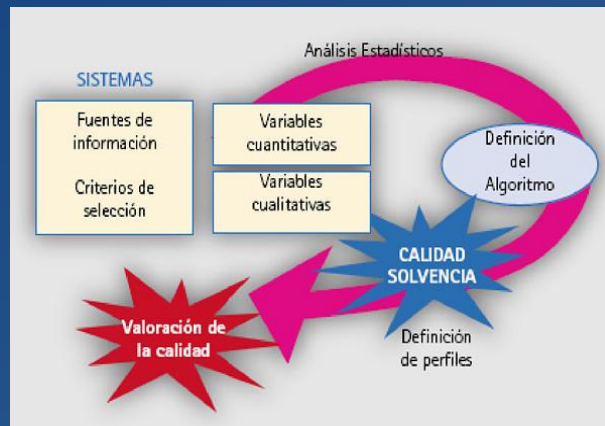 Análisis Estadísticos
SISTEMAS
Fuentes de
información
Criterios de
selección
Variables
cuantitativas
Variables
cualitativas
Definición
del
Algoritmo
CALIDAD
SOLVENCIA
Valoración de
la calidad
Definición
de perfiles